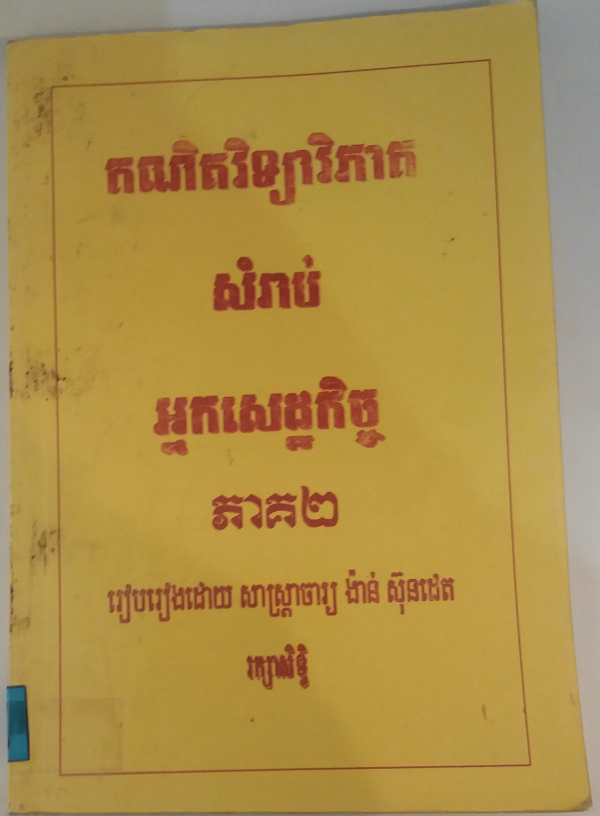 គណិតវិទ្យាវិភាគ
សំរាប់
អ្នកសេដ្ឋកិច្ច
ភាគ២
រៀបរៀងដោយ សាស្ត្រាចារ្យ ង៉ាន់ ស៊ុនដេត
រក្សាសិទ្ធិ